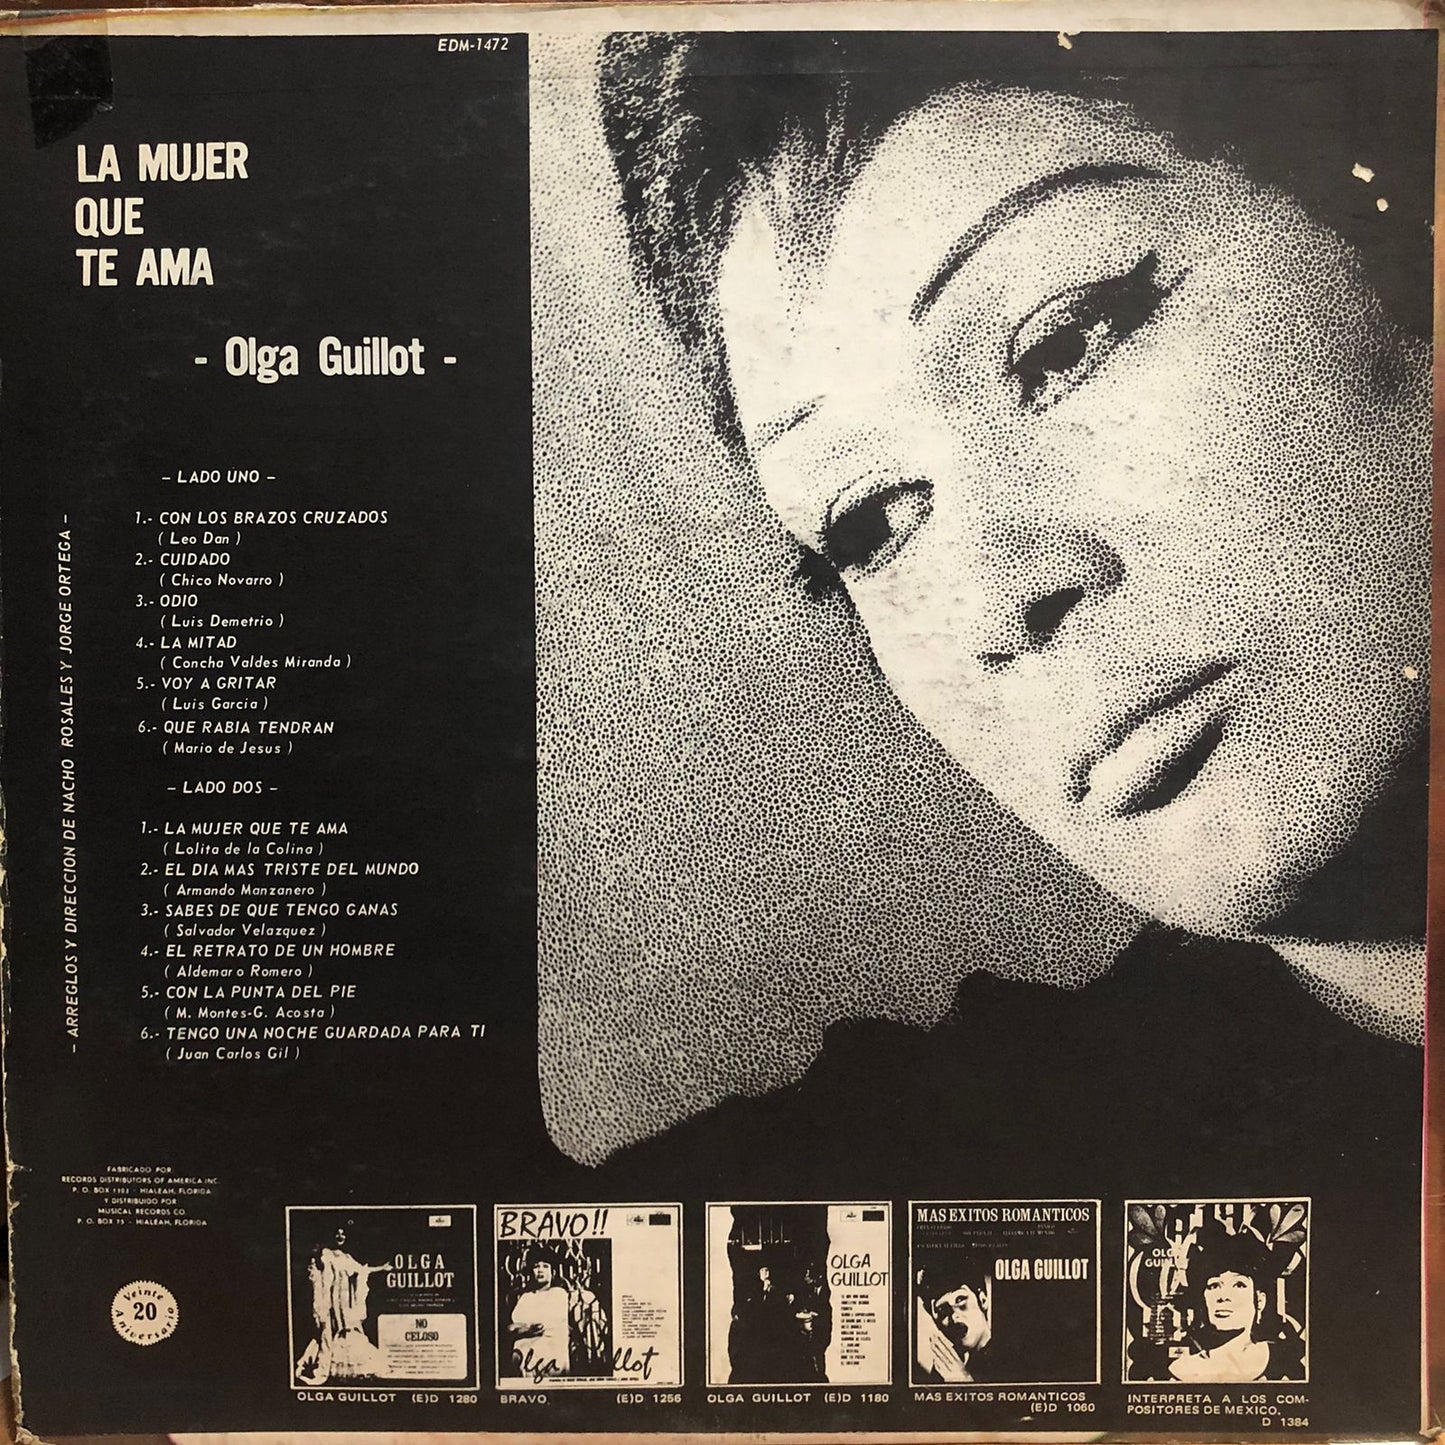 EDM-1472
LA MUJER
QUE
TE AMA
- Olga Guillot -
- LADO UNO -
1.- CON LOS BRAZOS CRUZADOS
( Leo Dan )
2.- CUIDADO
( Chico Novarro )
3.- ODIO
( Luis Demetrio )
4.- LA MITAD
( Concha Valdes Miranda )
5.- VOY A GRITAR
( Luis Garcia )
6.- QUE RABIA TENDRAN
( Mario de Jesus )
- LADO DOS -
1.- LA MUJER QUE TE AMA
( Lolita de la Colina )
2.- EL DIA MAS TRISTE DEL MUNDO
( Armando Manzanero )
3.- SABES DE QUE TENGO GANAS
( Salvador Velazquez )
4.- EL RETRATO DE UN HOMBRE
( Aldemaro Romero )
5.- CON LA PUNTA DEL PIE
( M. Montes-G. Acosta )
6.- TENGO UNA NOCHE GUARDADA PARA TI
( Juan Carlos Gil )
- ARREGLOS Y DIRECCION DE NACHO ROSALES Y JORGE ORTEGA -
FABRICADO POR
RECORDS DISTRIBUTORS OF AMERICA INC.
P. O. BOX 1103 - HIALEAH, FLORIDA
Y DISTRIBUIDO POR
MUSICAL RECORDS CO.
P. O. BOX 75 - HIALEAH, FLORIDA
Veinte
20
Aniversario
OLGA
GUILLOT
NO
CELOSO
OLGA GUILLOT (E)D 1280
BRAVO!!
BRAVO (E)D 1256
OLGA
GUILLOT
OLGA GUILLOT (E)D 1180
MAS EXITOS ROMANTICOS
OLGA GUILLOT
MAS EXITOS ROMANTICOS
(E)D 1060
OLGA
GUILLOT
INTERPRETA A LOS COM-
POSITORES DE MEXICO.
D 1384